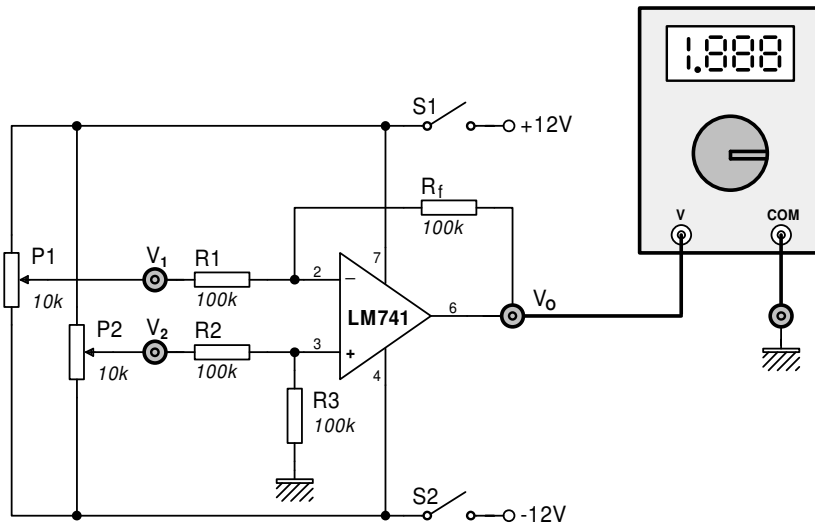 1.888
S1
+12V
Rf
100k
V
COM
P1
10k
V1
R1
100k
2
7
–
LM741
6
VO
P2
10k
V2
R2
100k
3
+
4
R3
100k
S2
-12V